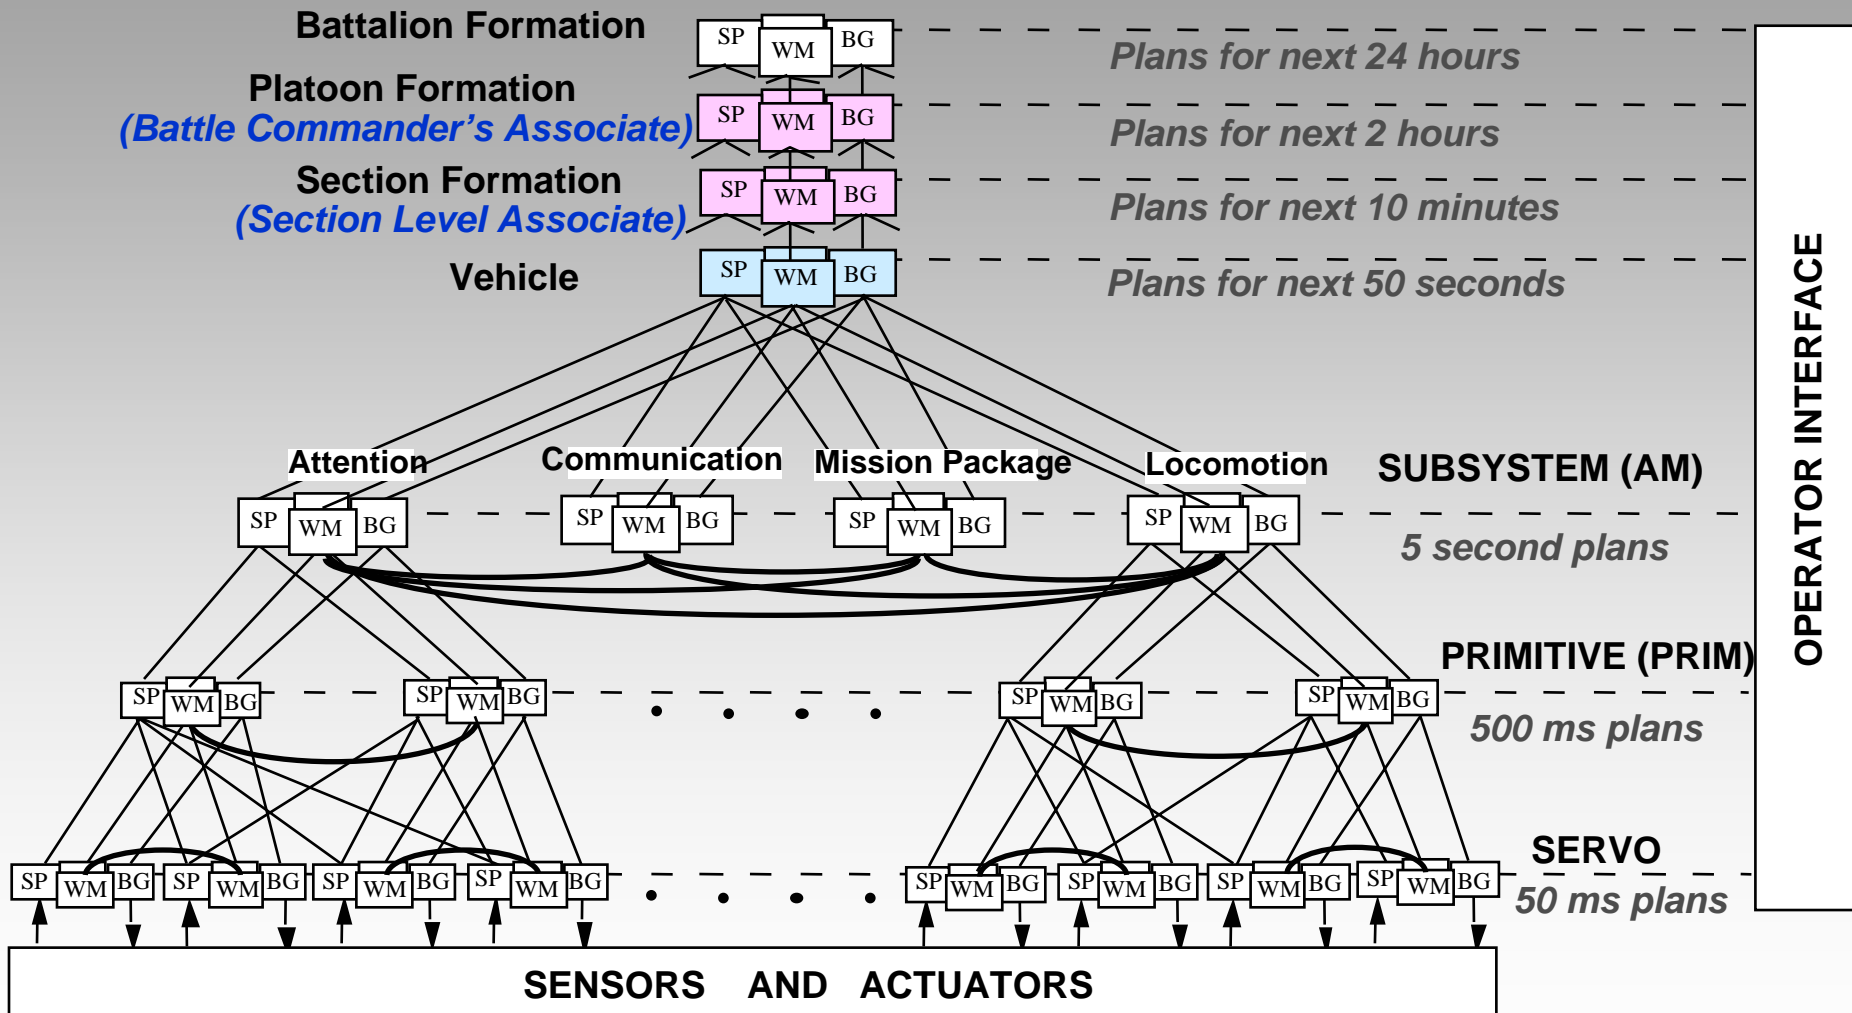 Battalion Formation
SP WM BG
Plans for next 24 hours
Platoon Formation
(Battle Commander's Associate)
SP WM BG
Plans for next 2 hours
Section Formation
(Section Level Associate)
SP WM BG
Plans for next 10 minutes
Vehicle
SP WM BG
Plans for next 50 seconds
OPERATOR INTERFACE
Attention Communication Mission Package Locomotion
SUBSYSTEM (AM)
SP WM BG SP WM BG SP WM BG SP WM BG
5 second plans
PRIMITIVE (PRIM)
SP WM BG SP WM BG . . . . SP WM BG SP WM BG
500 ms plans
SERVO
SP WM BG SP WM BG SP WM BG SP WM BG . . . . SP WM BG SP WM BG SP WM BG SP WM BG
50 ms plans
SENSORS AND ACTUATORS